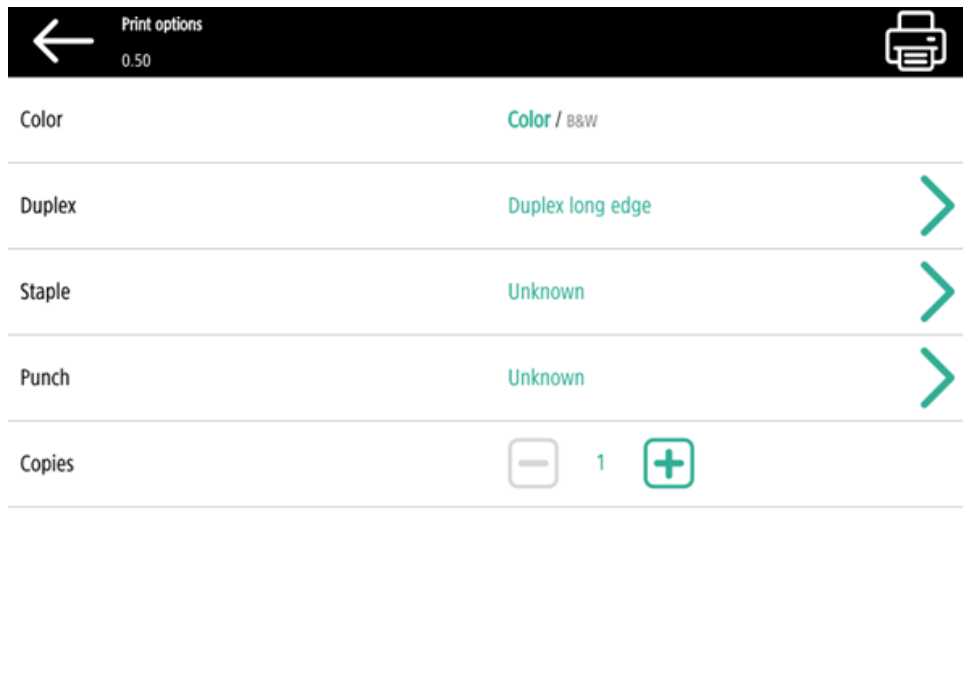 Print options
0.50
Color Color / B&W
Duplex Duplex long edge
Staple Unknown
Punch Unknown
Copies 1